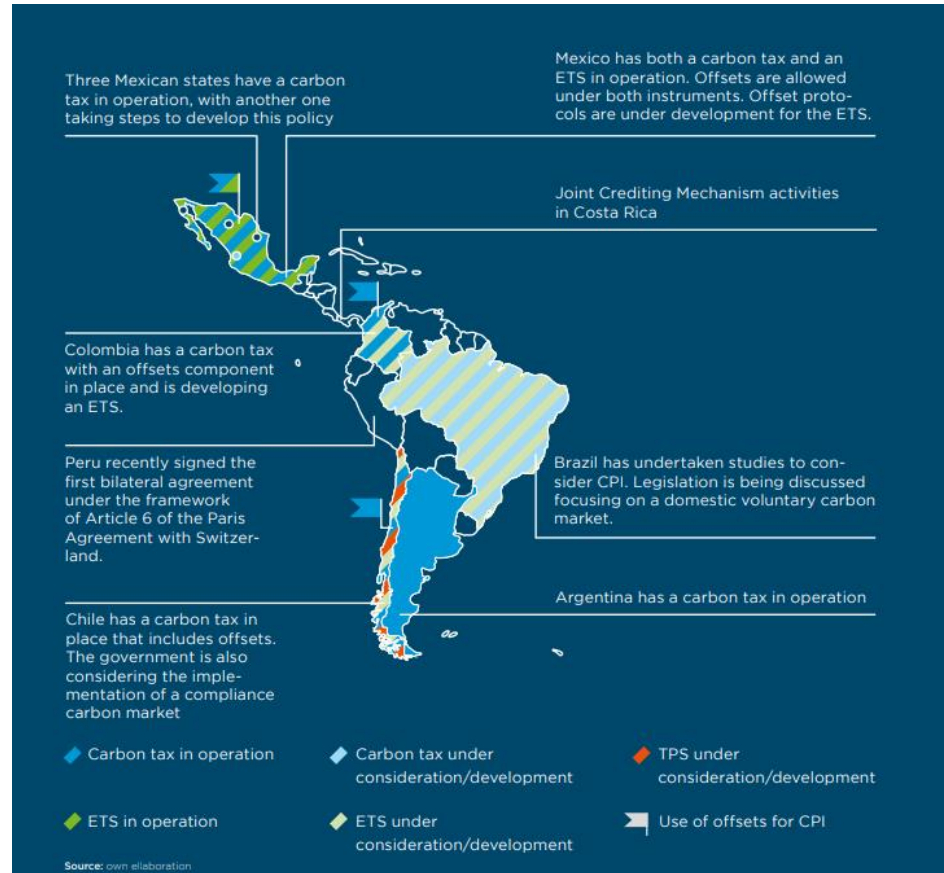 Three Mexican states have a carbon
tax in operation, with another one
taking steps to develop this policy
Mexico has both a carbon tax and an
ETS in operation. Offsets are allowed
under both instruments. Offset proto-
cols are under development for the ETS.
Joint Crediting Mechanism activities
in Costa Rica
Colombia has a carbon tax
with an offsets component
in place and is developing
an ETS.
Peru recently signed the
first bilateral agreement
under the framework
of Article 6 of the Paris
Agreement with Switzer-
land.
Brazil has undertaken studies to con-
sider CPI. Legislation is being discussed
focusing on a domestic voluntary carbon
market.
Chile has a carbon tax in
place that includes offsets.
The government is also
considering the imple-
mentation of a compliance
carbon market
Argentina has a carbon tax in operation
Carbon tax in operation
Carbon tax under
consideration/development
TPS under
consideration/development
ETS in operation
ETS under
consideration/development
Use of offsets for CPI
Source: own ellaboration